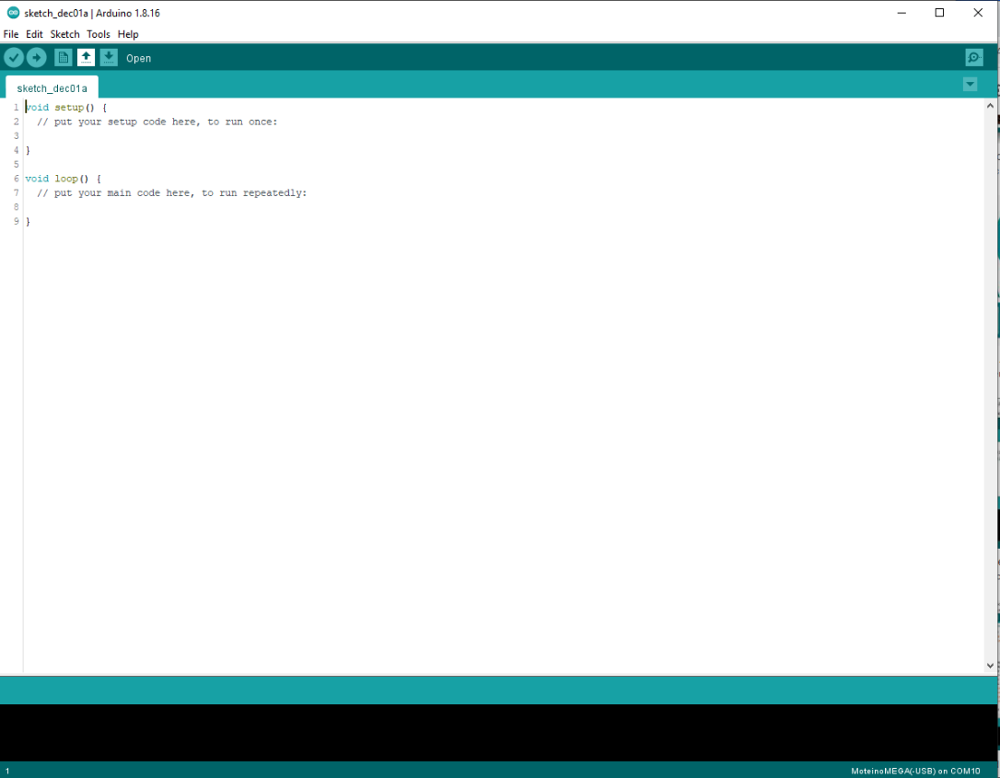 sketch_dec01a | Arduino 1.8.16
File Edit Sketch Tools Help
Open
sketch_dec01a
1 void setup() {
2   // put your setup code here, to run once:
3
4 }
5
6 void loop() {
7   // put your main code here, to run repeatedly:
8
9 }
1 MoteinoMEGA(-USB) on COM10